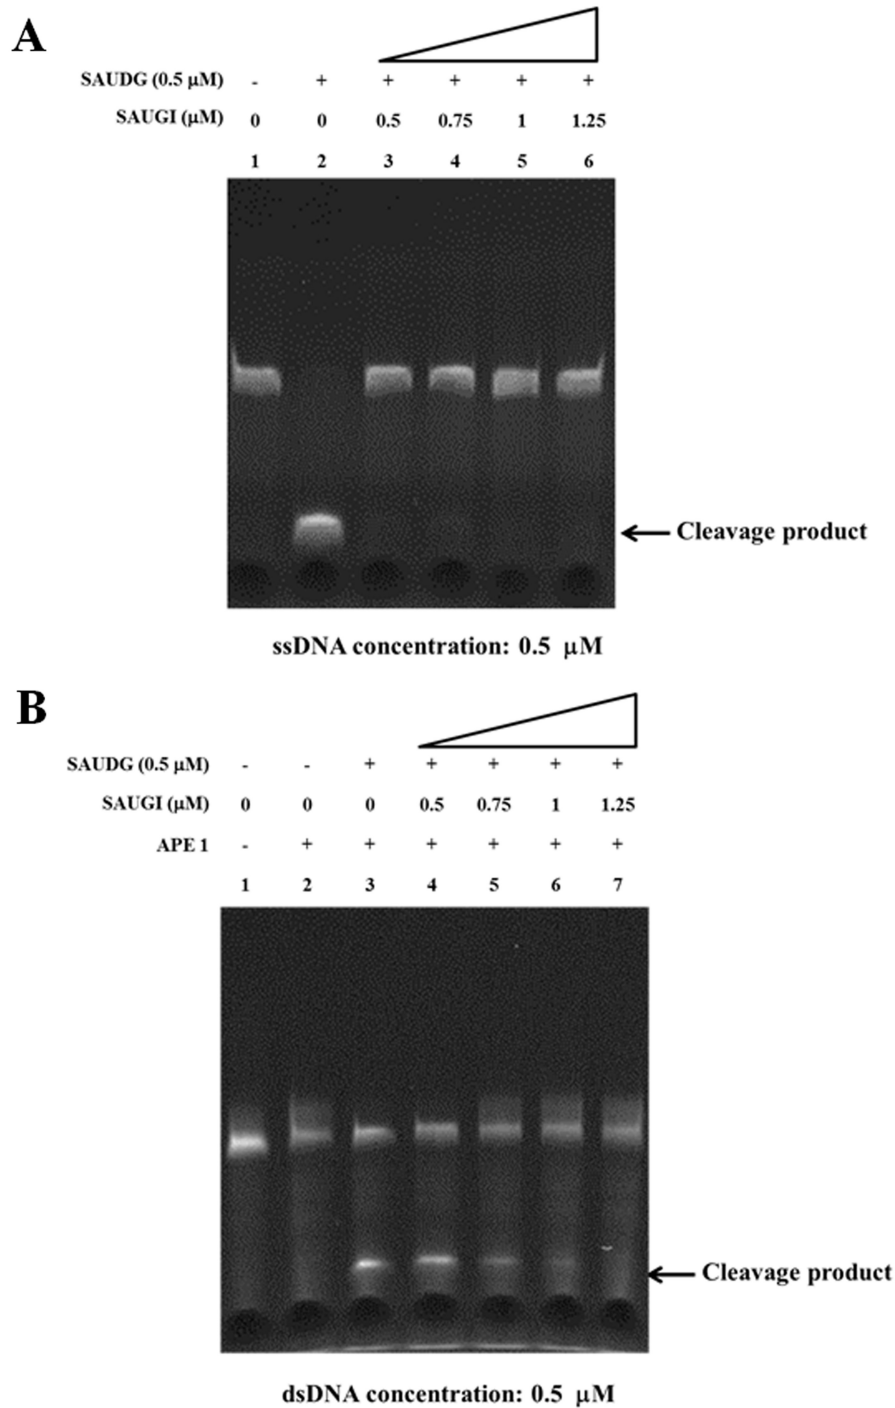 A
SAUDG (0.5 μM) - + + + + +
SAUGI (μM) 0 0 0.5 0.75 1 1.25
1 2 3 4 5 6
Cleavage product
ssDNA concentration: 0.5 μM
B
SAUDG (0.5 μM) - - + + + + +
SAUGI (μM) 0 0 0 0.5 0.75 1 1.25
APE 1 - + + + + + +
1 2 3 4 5 6 7
Cleavage product
dsDNA concentration: 0.5 μM